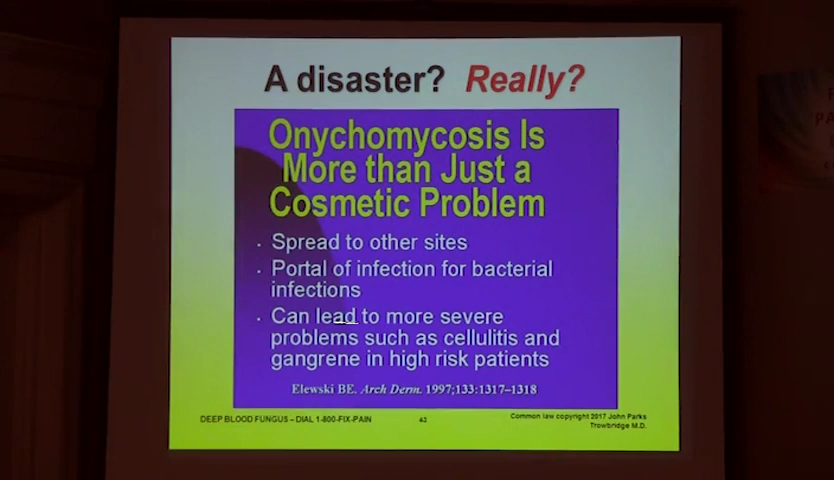 A disaster? Really?
Onychomycosis Is
More than Just a
Cosmetic Problem
· Spread to other sites
· Portal of infection for bacterial
infections
· Can lead to more severe
problems such as cellulitis and
gangrene in high risk patients
Elewski BE. Arch Derm. 1997;133:1317–1318
DEEP BLOOD FUNGUS – DIAL 1-800-FIX-PAIN
Common law copyright 2017 John Parks
Trowbridge M.D.